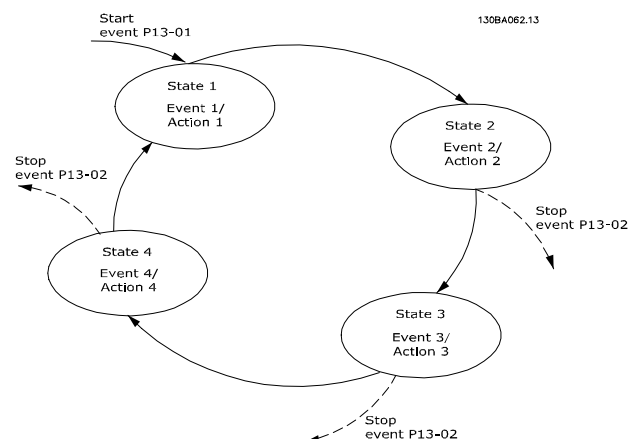 Start
event P13-01
130BA062.13
State 1
Event 1/
Action 1
State 2
Event 2/
Action 2
Stop
event P13-02
Stop
event P13-02
State 4
Event 4/
Action 4
State 3
Event 3/
Action 3
Stop
event P13-02